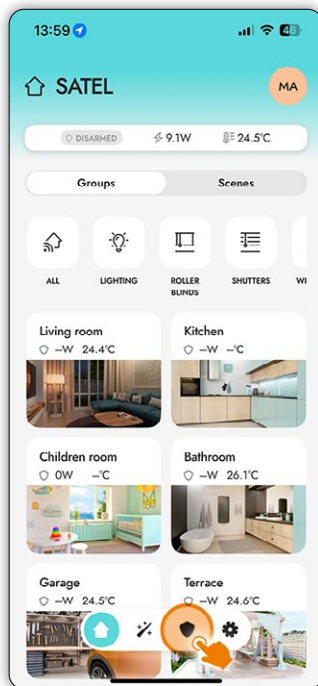 13:59 46
SATEL MA
DISARMED 9.1W 24.5°C
Groups Scenes
ALL LIGHTING ROLLER BLINDS SHUTTERS WI
Living room Kitchen
–W 24.4°C –W –°C
Children room Bathroom
0W –°C –W 26.1°C
Garage Terrace
–W 24.5°C –W 24.6°C